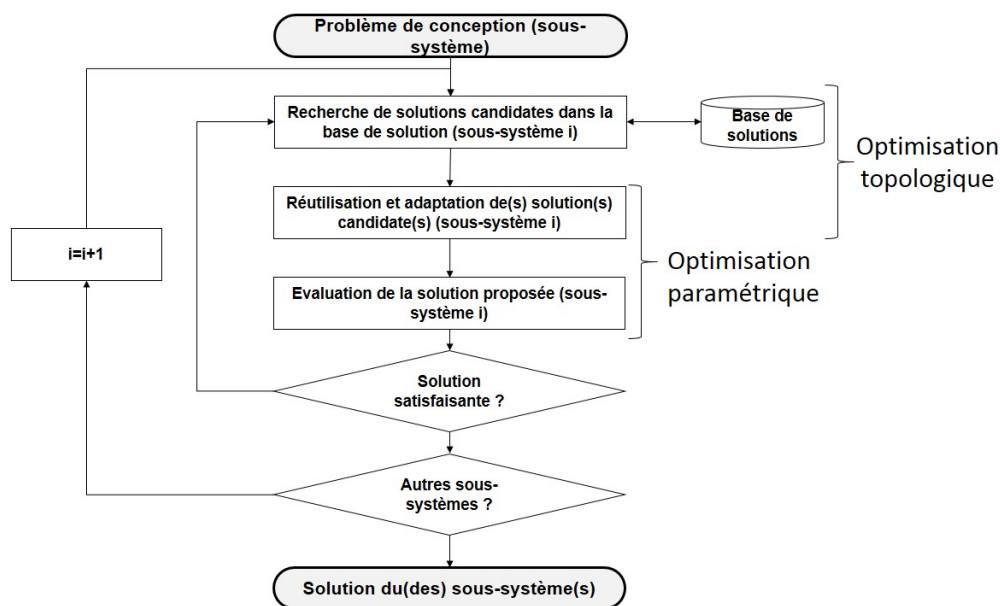 Problème de conception (sous-
système)
Recherche de solutions candidates dans la
base de solution (sous-système i)
Base de
solutions
Optimisation
topologique
Réutilisation et adaptation de(s) solution(s)
candidate(s) (sous-système i)
i=i+1
Optimisation
paramétrique
Evaluation de la solution proposée (sous-
système i)
Solution
satisfaisante ?
Autres sous-
systèmes ?
Solution du(des) sous-système(s)